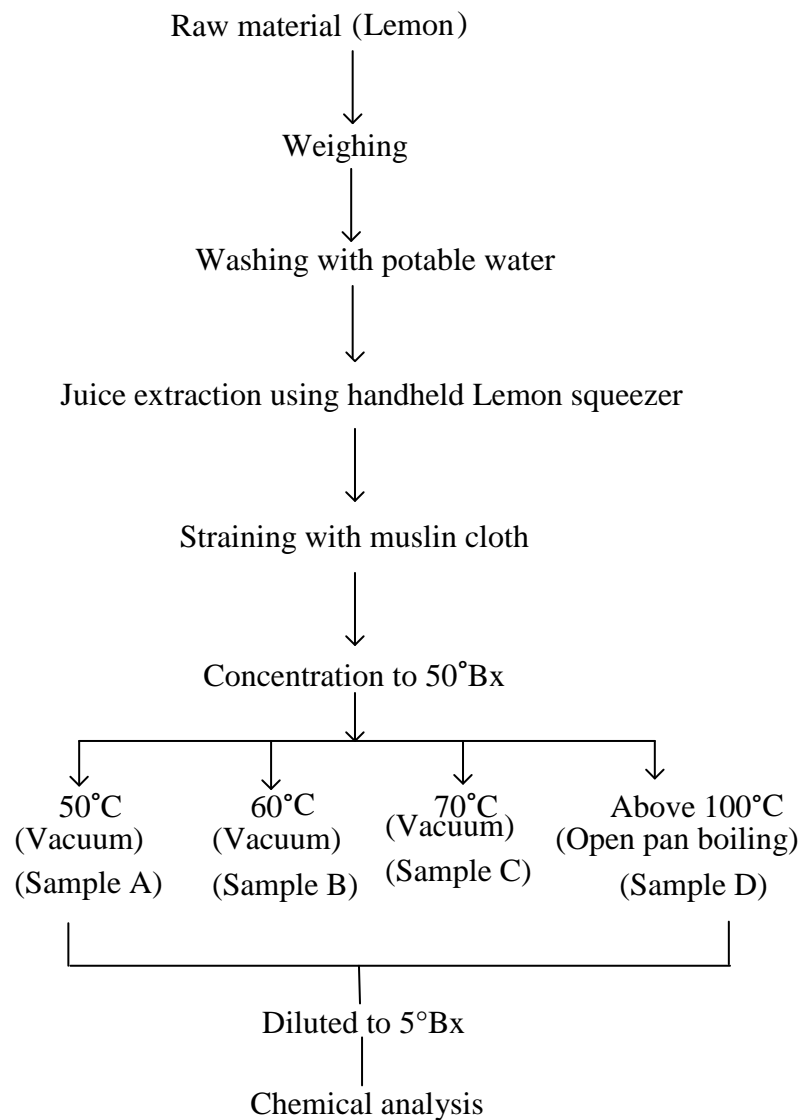 Raw material (Lemon)
Weighing
Washing with potable water
Juice extraction using handheld Lemon squeezer
Straining with muslin cloth
Concentration to 50°Bx
50°C
(Vacuum)
(Sample A)
60°C
(Vacuum)
(Sample B)
70°C
(Vacuum)
(Sample C)
Above 100°C
(Open pan boiling)
(Sample D)
Diluted to 5°Bx
Chemical analysis